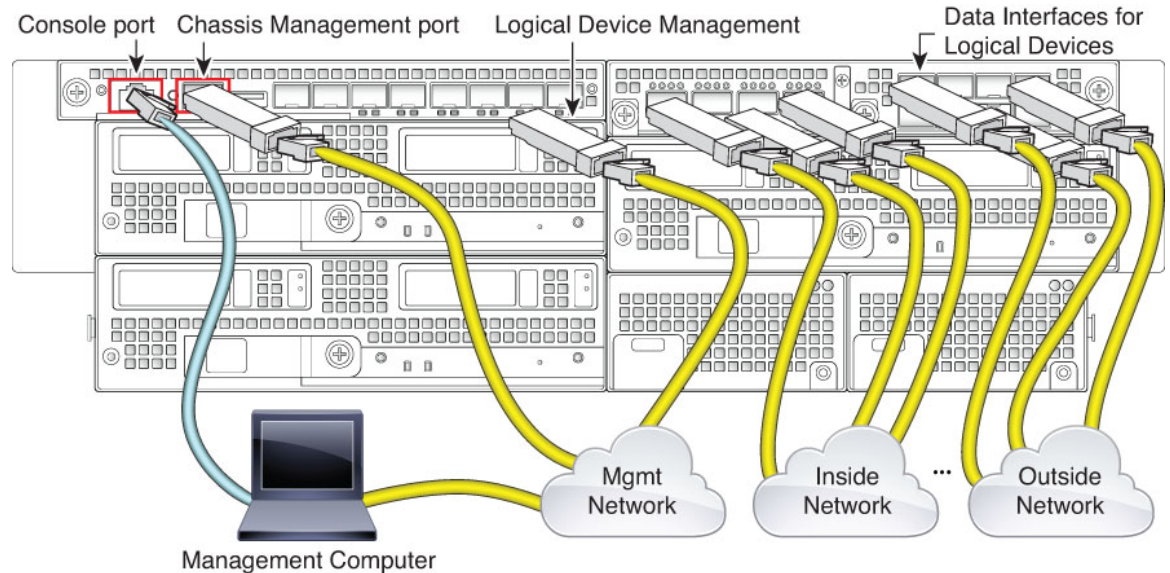 Console port
Chassis Management port
Logical Device Management
Data Interfaces for
Logical Devices
Mgmt
Network
Inside
Network
...
Outside
Network
Management Computer